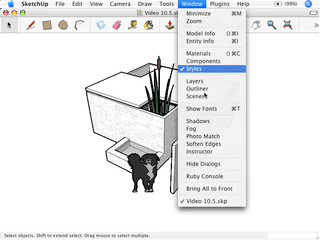 SketchUp File Edit View Camera Draw Tools Window Plugins Help (99%)
Video 10.5.skp
Minimize ⌘M
Zoom
Model Info ⇧⌘I
Entity Info ⌘I
Materials ⇧⌘C
Components
✓ Styles
Layers
Outliner
Scenes
Show Fonts ⌘T
Shadows
Fog
Photo Match
Soften Edges
Instructor
Hide Dialogs
Ruby Console
Bring All to Front
✓ Video 10.5.skp
Select objects. Shift to extend select. Drag mouse to select multiple.